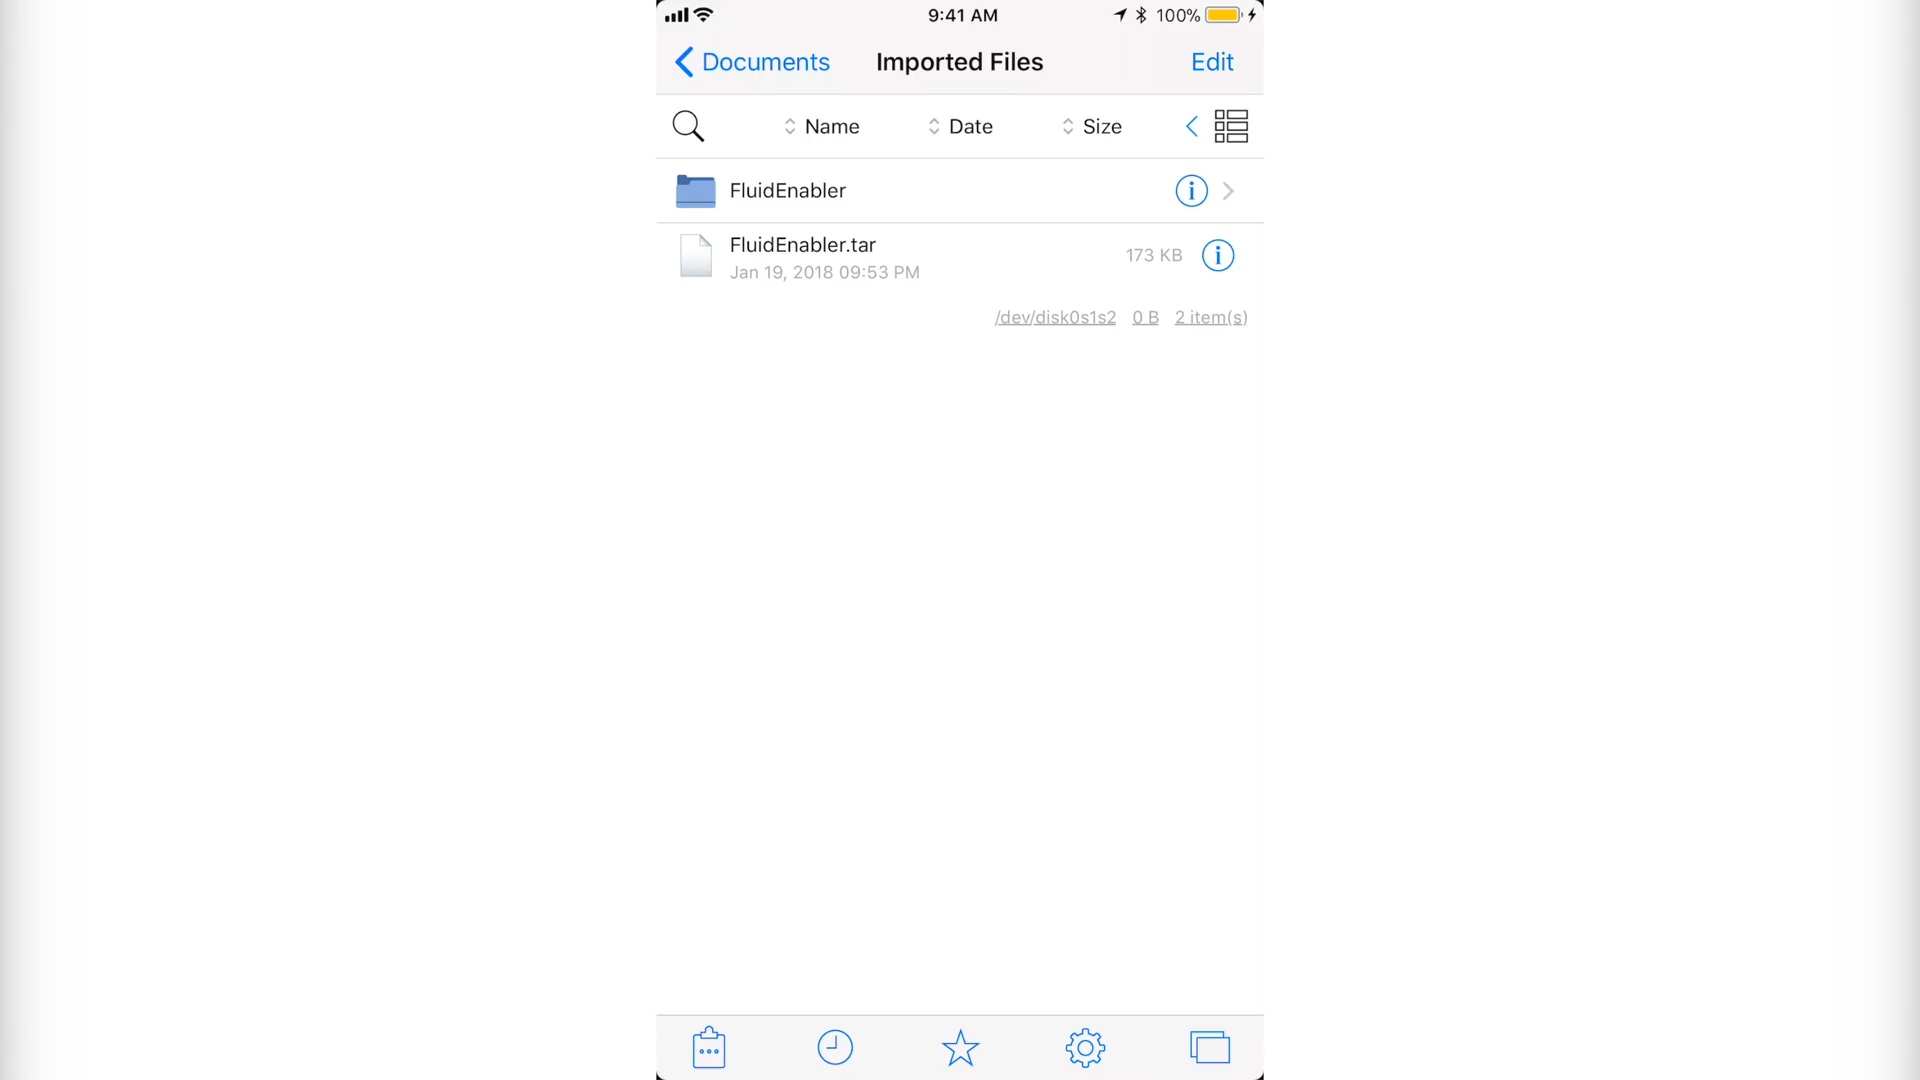 9:41 AM 100%
Documents Imported Files Edit
Name Date Size
FluidEnabler
FluidEnabler.tar
Jan 19, 2018 09:53 PM 173 KB
/dev/disk0s1s2 0 B 2 item(s)